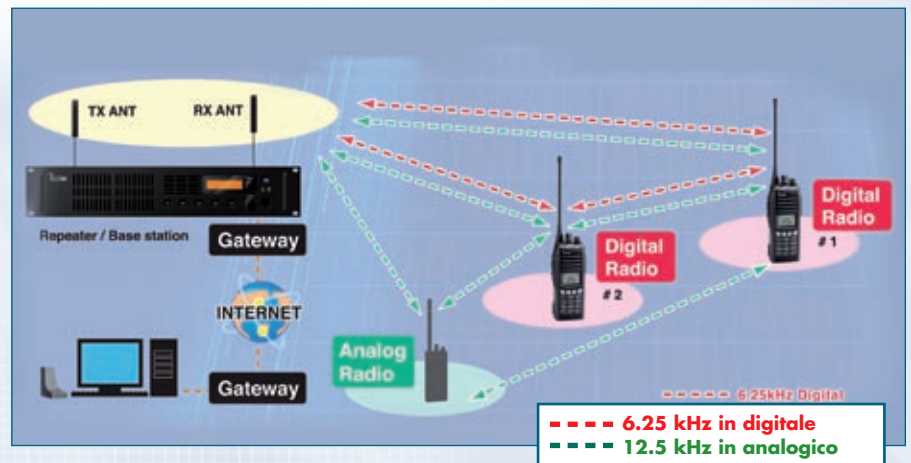 TX ANT
RX ANT
Repeater / Base station
Gateway
INTERNET
Gateway
Analog
Radio
Digital
Radio
# 2
Digital
Radio
# 1
6.25kHz Digital
6.25 kHz in digitale
12.5 kHz in analogico